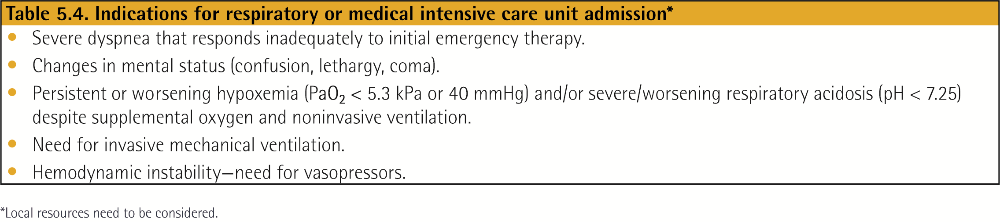 Table 5.4. Indications for respiratory or medical intensive care unit admission*
• Severe dyspnea that responds inadequately to initial emergency therapy.
• Changes in mental status (confusion, lethargy, coma).
• Persistent or worsening hypoxemia (PaO₂ < 5.3 kPa or 40 mmHg) and/or severe/worsening respiratory acidosis (pH < 7.25)
despite supplemental oxygen and noninvasive ventilation.
• Need for invasive mechanical ventilation.
• Hemodynamic instability—need for vasopressors.
*Local resources need to be considered.